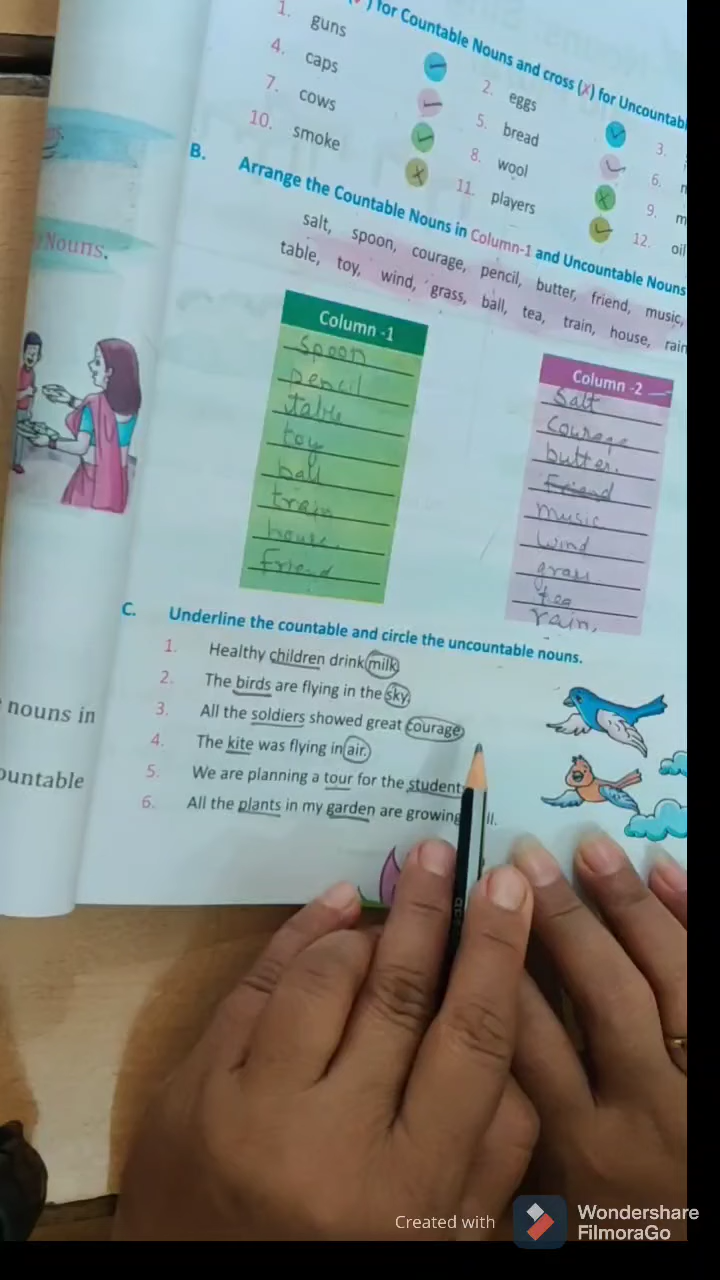 ) for Countable Nouns and cross (✗) for Uncountab
1. guns
2. eggs
3.
4. caps
5. bread
6.
7. cows
8. wool
9. m
10. smoke
11. players
12. oil
B. Arrange the Countable Nouns in Column-1 and Uncountable Nouns
salt, spoon, courage, pencil, butter, friend, music,
table, toy, wind, grass, ball, tea, train, house, rain
Nouns.
Column -1
spoon
pencil
table
toy
ball
train
house
Friend
Column -2
Salt
Courage
butter.
Friend
music
wind
grass
tea
rain.
C. Underline the countable and circle the uncountable nouns.
1. Healthy children drink milk.
2. The birds are flying in the sky.
3. All the soldiers showed great courage.
4. The kite was flying in air.
5. We are planning a tour for the student
6. All the plants in my garden are growing ll.
nouns in
ountable
Created with
Wondershare
FilmoraGo